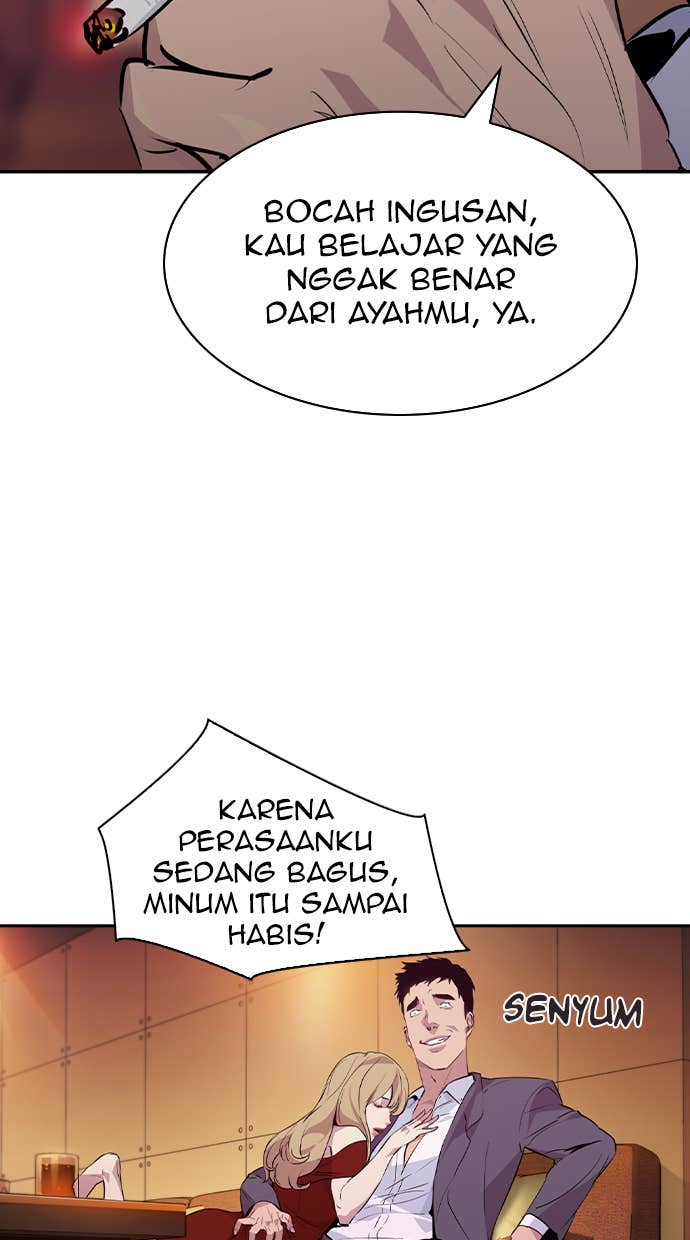 BOCAH INGUSAN,
KAU BELAJAR YANG
NGGAK BENAR
DARI AYAHMU, YA.
KARENA
PERASAANKU
SEDANG BAGUS,
MINUM ITU SAMPAI
HABIS!
SENYUM